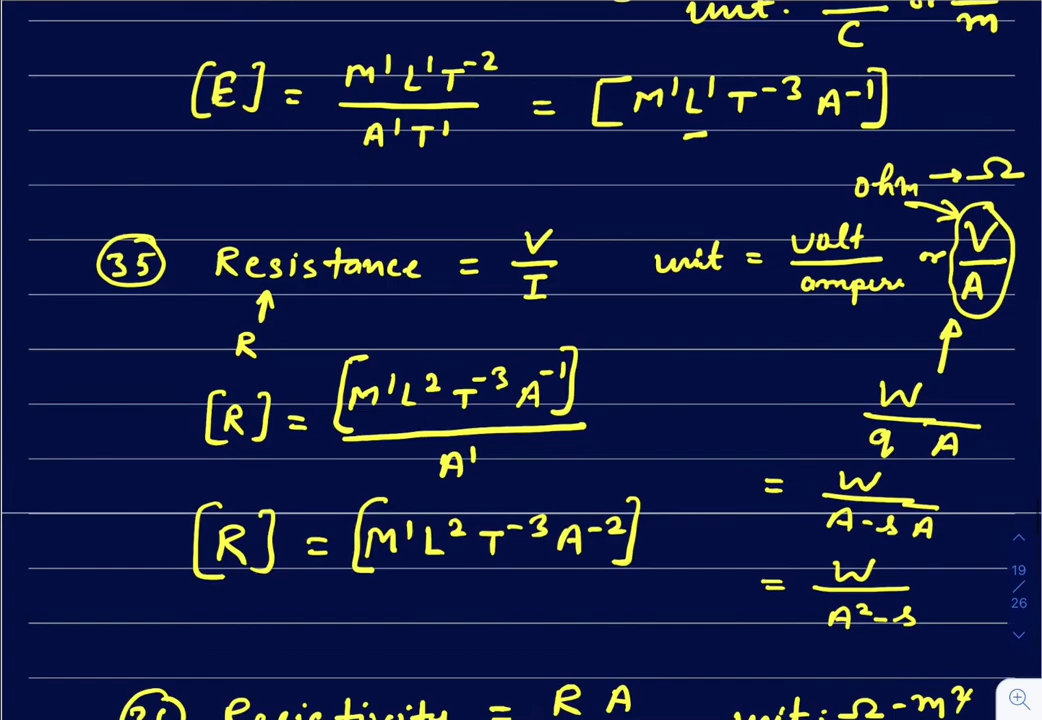 unit. C or m
[E] = M¹L¹T⁻² / A¹T¹ = [M¹L¹T⁻³A⁻¹]
ohm → Ω
35 Resistance = V / I unit = volt / ampere or V / A
R
[R] = [M¹L²T⁻³A⁻¹] / A¹
W / q A
= W / A-s A
[R] = [M¹L²T⁻³A⁻²]
= W / A²-s
19 / 26
Resistivity = R A unit: Ω-m²